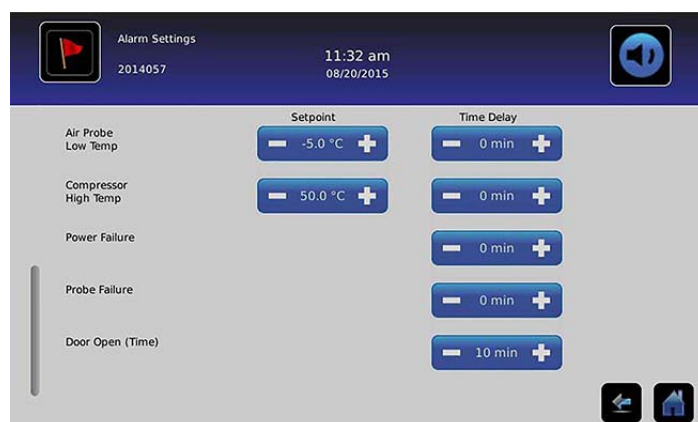 Alarm Settings
2014057
11:32 am
08/20/2015
Setpoint
Time Delay
Air Probe
Low Temp
-5.0 °C
0 min
Compressor
High Temp
50.0 °C
0 min
Power Failure
0 min
Probe Failure
0 min
Door Open (Time)
10 min